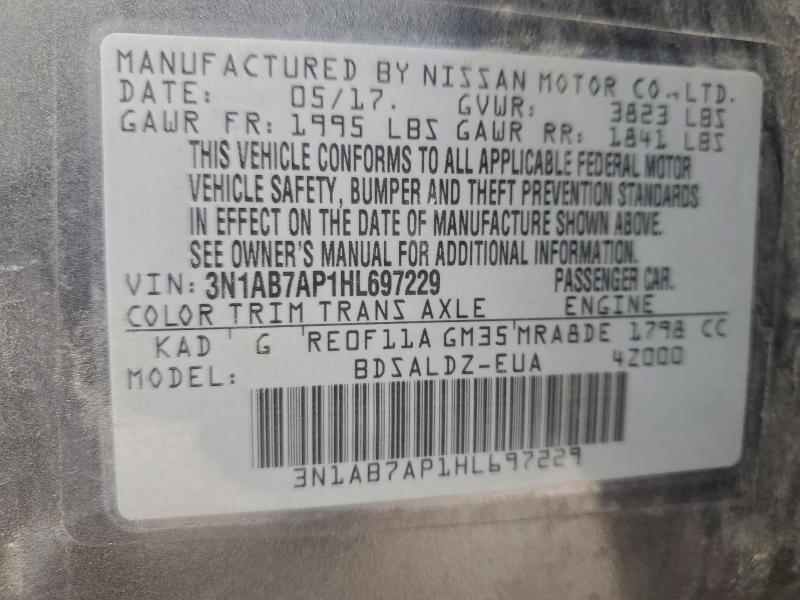 MANUFACTURED BY NISSAN MOTOR CO.,LTD.
DATE: 05/17. GVWR: 3823 LBS
GAWR FR: 1995 LBS GAWR RR: 1841 LBS
THIS VEHICLE CONFORMS TO ALL APPLICABLE FEDERAL MOTOR
VEHICLE SAFETY, BUMPER AND THEFT PREVENTION STANDARDS
IN EFFECT ON THE DATE OF MANUFACTURE SHOWN ABOVE.
SEE OWNER'S MANUAL FOR ADDITIONAL INFORMATION.
VIN: 3N1AB7AP1HL697229 PASSENGER CAR.
COLOR TRIM TRANS AXLE ENGINE
KAD G RE0F11A GM35 MRA8DE 1798 CC
MODEL: BDSALDZ-EUA 4Z000
3N1AB7AP1HL697229